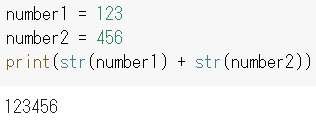 number1 = 123
number2 = 456
print(str(number1) + str(number2))
123456